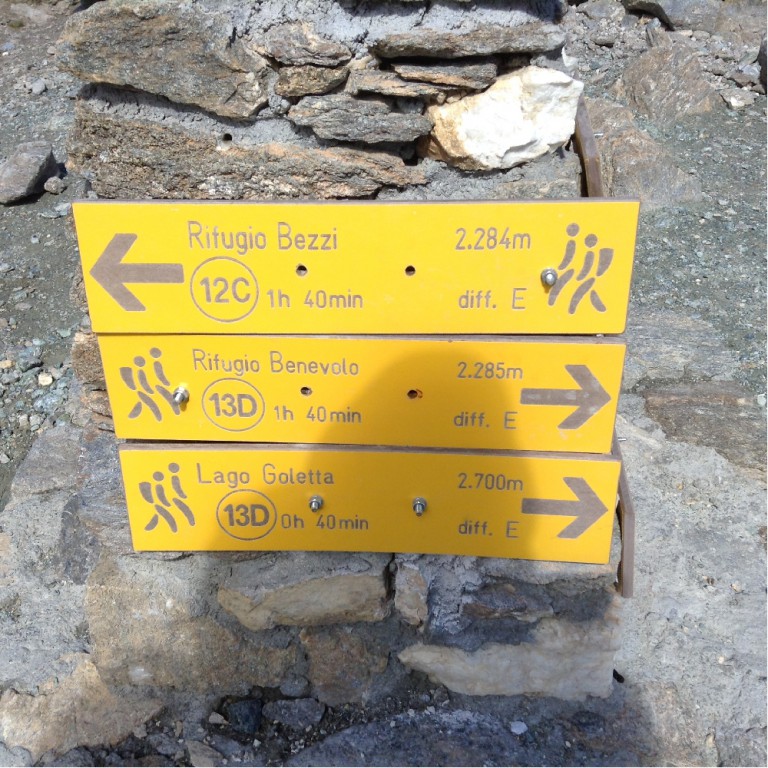 Rifugio Bezzi 2.284m
12C 1h 40min diff. E
Rifugio Benevolo 2.285m
13D 1h 40min diff. E
Lago Goletta 2.700m
13D 0h 40min diff. E